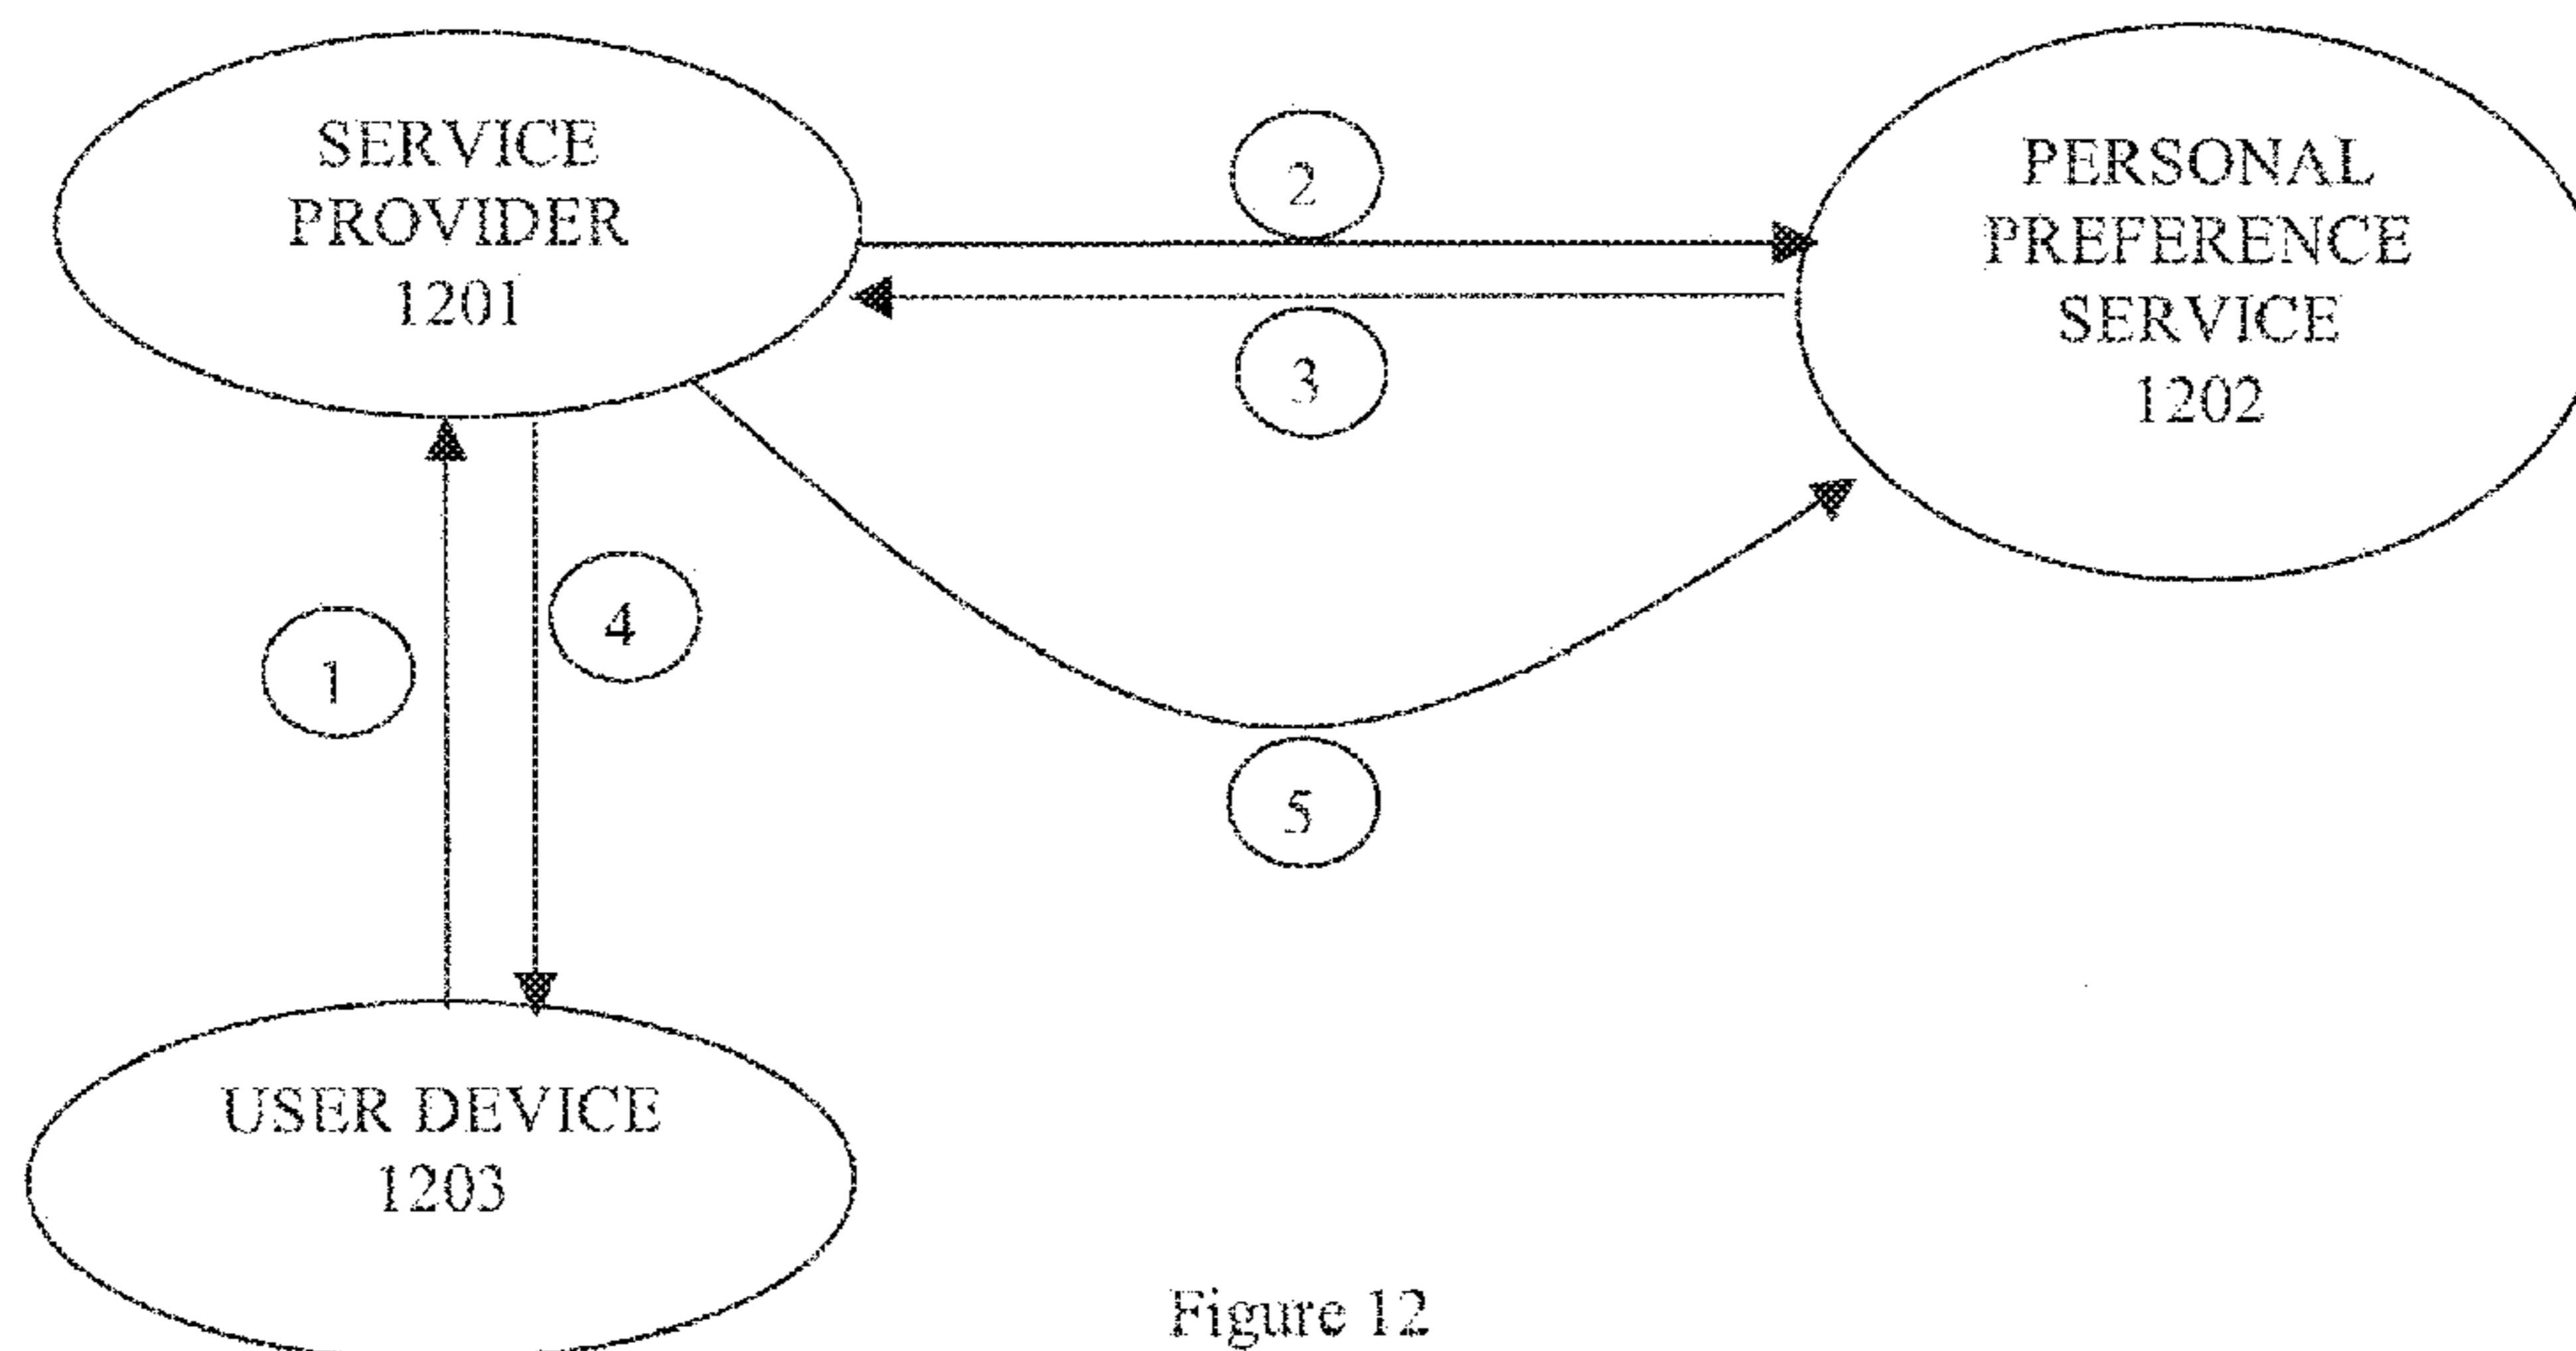 SERVICE
PROVIDER
1201
2
PERSONAL
PREFERENCE
SERVICE
1202
3
4
1
5
USER DEVICE
1203
Figure 12